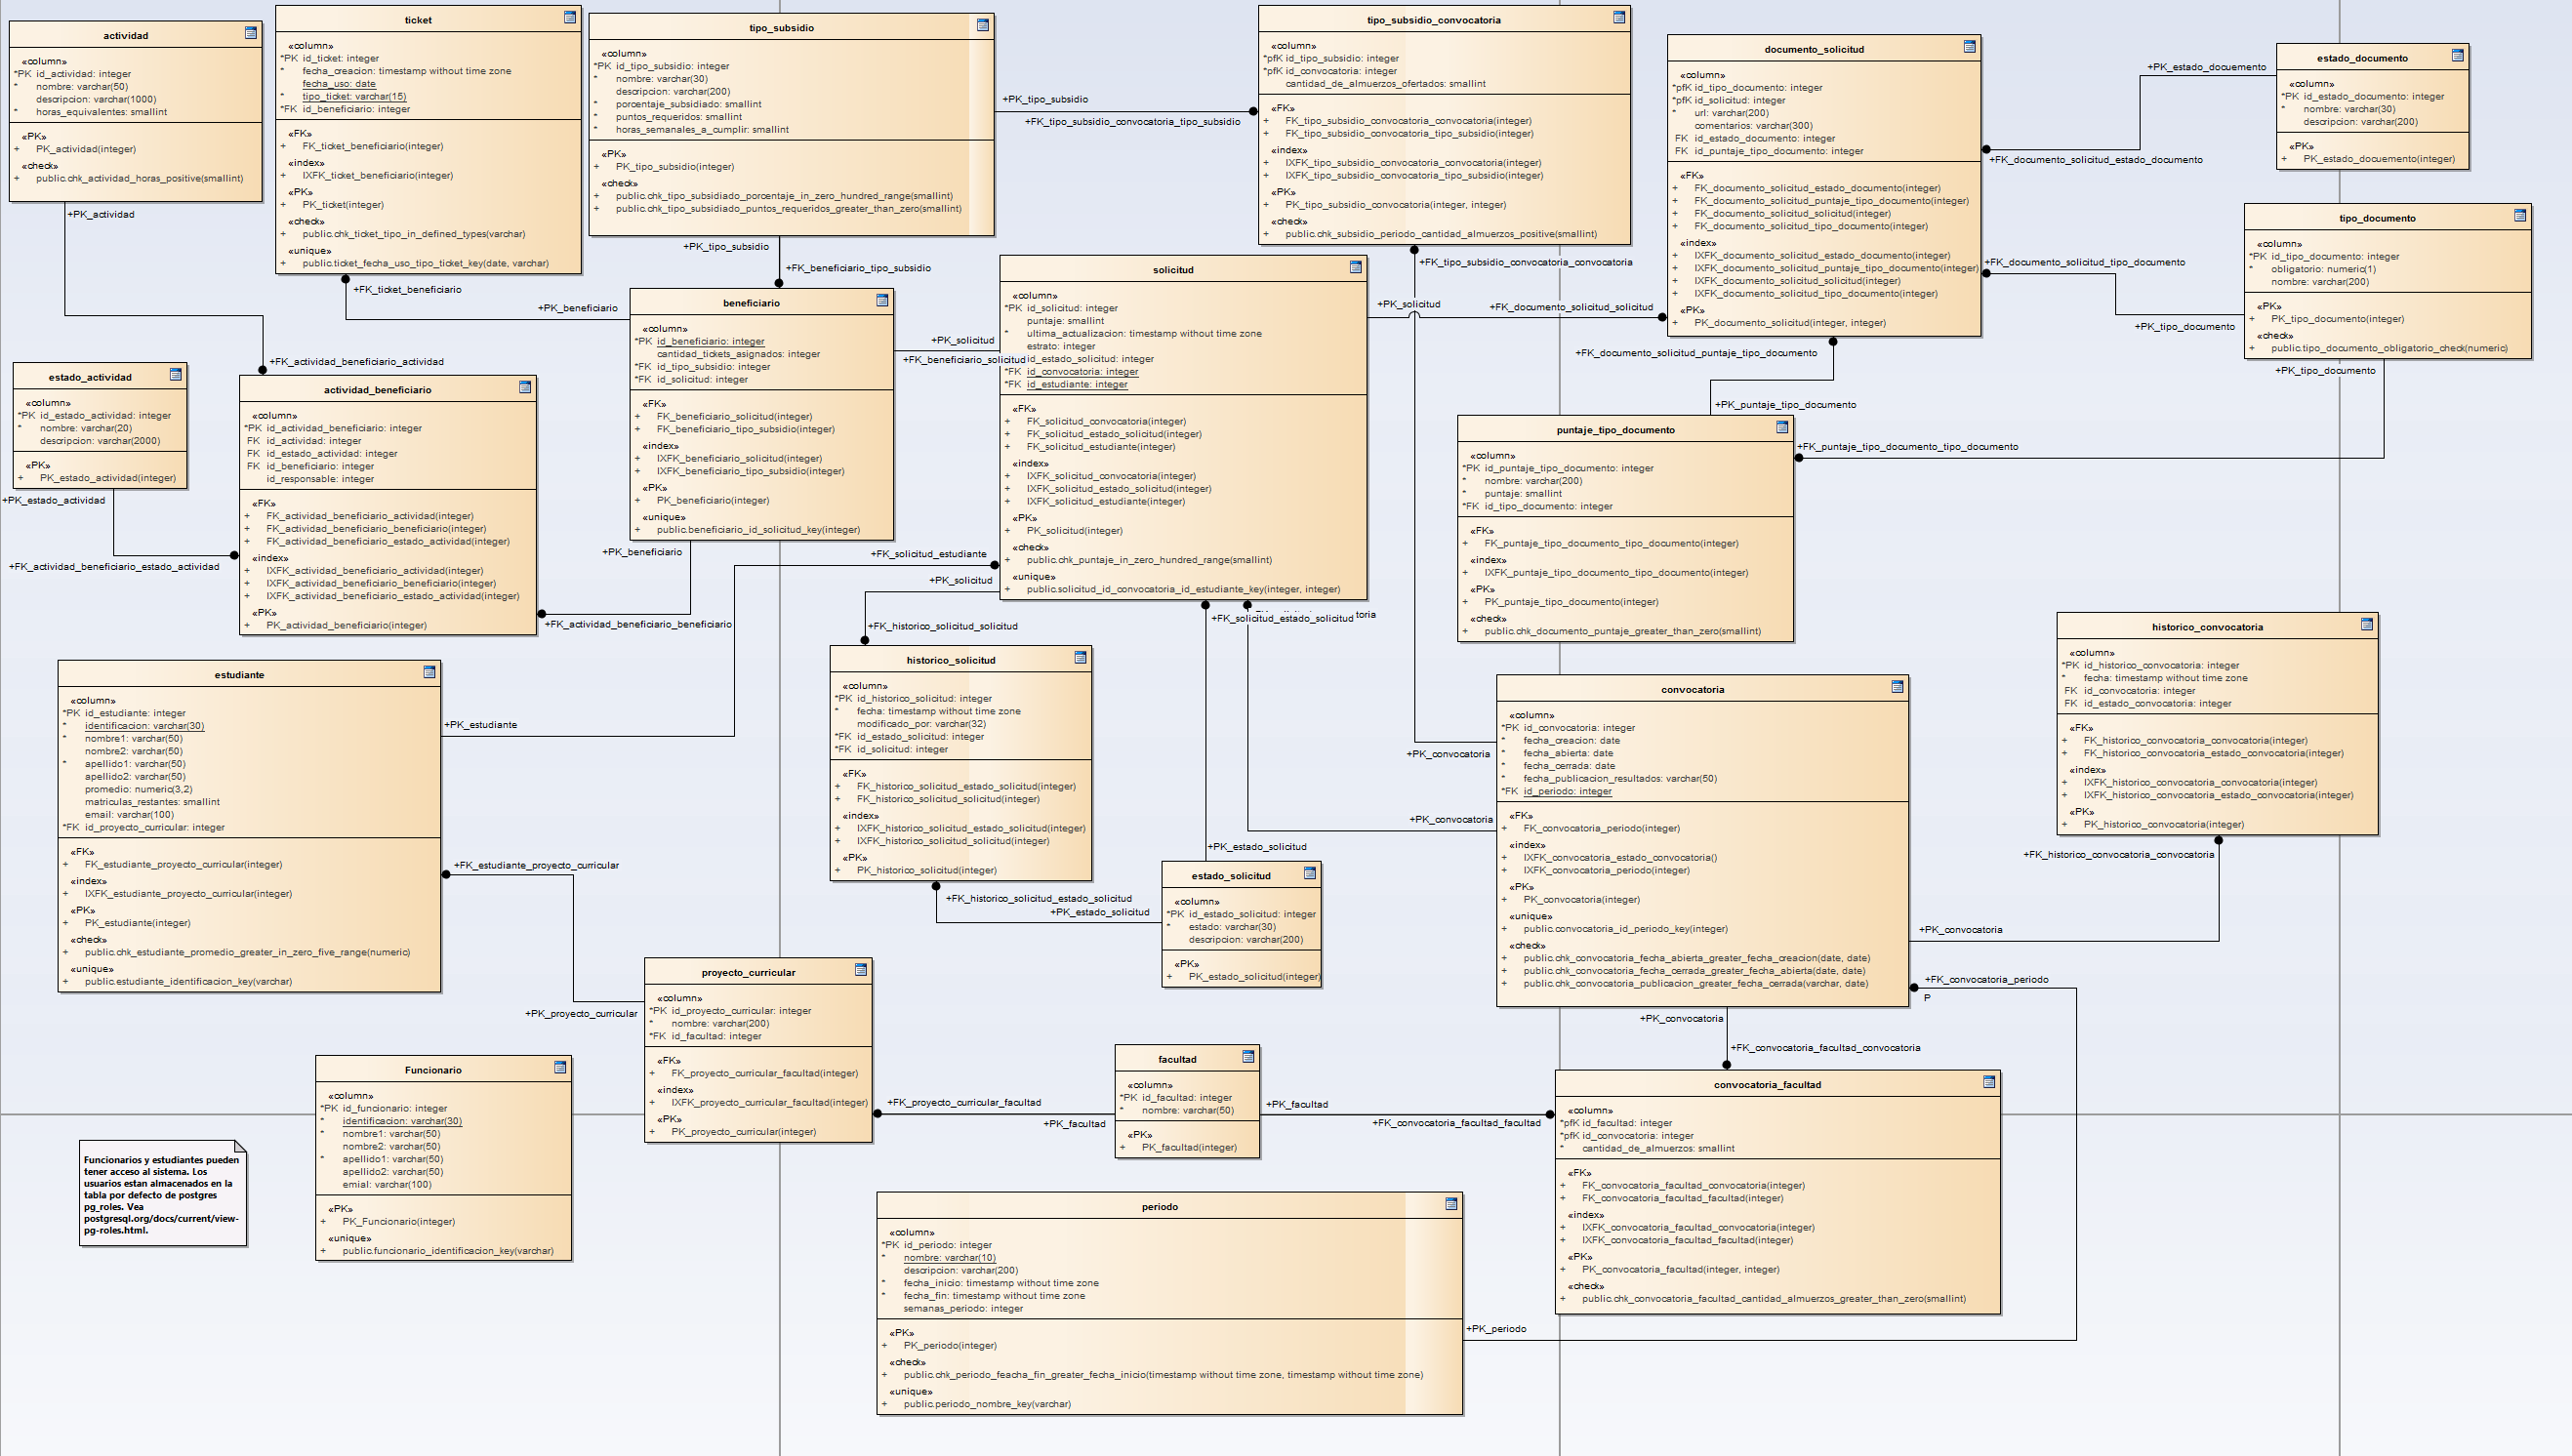 actividad
«column»
*PK id_actividad: integer
* nombre: varchar(50)
descripcion: varchar(1000)
* horas_equivalentes: smallint
«PK»
+ PK_actividad(integer)
«check»
+ public.chk_actividad_horas_positive(smallint)
+PK_actividad
ticket
«column»
*PK id_ticket: integer
* fecha_creacion: timestamp without time zone
fecha_uso: date
* tipo_ticket: varchar(15)
*FK id_beneficiario: integer
«FK»
+ FK_ticket_beneficiario(integer)
«index»
+ IXFK_ticket_beneficiario(integer)
«PK»
+ PK_ticket(integer)
«check»
+ public.chk_ticket_tipo_in_defined_types(varchar)
«unique»
+ public.ticket_fecha_uso_tipo_ticket_key(date, varchar)
+FK_ticket_beneficiario
+PK_beneficiario
tipo_subsidio
«column»
*PK id_tipo_subsidio: integer
* nombre: varchar(30)
descripcion: varchar(200)
* porcentaje_subsidiado: smallint
* puntos_requeridos: smallint
* horas_semanales_a_cumplir: smallint
«PK»
+ PK_tipo_subsidio(integer)
«check»
+ public.chk_tipo_subsidiado_porcentaje_in_zero_hundred_range(smallint)
+ public.chk_tipo_subsidiado_puntos_requeridos_greater_than_zero(smallint)
+PK_tipo_subsidio
+FK_beneficiario_tipo_subsidio
+PK_tipo_subsidio
+FK_tipo_subsidio_convocatoria_tipo_subsidio
tipo_subsidio_convocatoria
«column»
*pfK id_tipo_subsidio: integer
*pfK id_convocatoria: integer
cantidad_de_almuerzos_ofertados: smallint
«FK»
+ FK_tipo_subsidio_convocatoria_convocatoria(integer)
+ FK_tipo_subsidio_convocatoria_tipo_subsidio(integer)
«index»
+ IXFK_tipo_subsidio_convocatoria_convocatoria(integer)
+ IXFK_tipo_subsidio_convocatoria_tipo_subsidio(integer)
«PK»
+ PK_tipo_subsidio_convocatoria(integer, integer)
«check»
+ public.chk_subsidio_periodo_cantidad_almuerzos_positive(smallint)
+FK_tipo_subsidio_convocatoria_convocatoria
documento_solicitud
«column»
*pfK id_tipo_documento: integer
*pfK id_solicitud: integer
* url: varchar(200)
comentarios: varchar(300)
FK id_estado_documento: integer
FK id_puntaje_tipo_documento: integer
«FK»
+ FK_documento_solicitud_estado_documento(integer)
+ FK_documento_solicitud_puntaje_tipo_documento(integer)
+ FK_documento_solicitud_solicitud(integer)
+ FK_documento_solicitud_tipo_documento(integer)
«index»
+ IXFK_documento_solicitud_estado_documento(integer)
+ IXFK_documento_solicitud_puntaje_tipo_documento(integer)
+ IXFK_documento_solicitud_solicitud(integer)
+ IXFK_documento_solicitud_tipo_documento(integer)
«PK»
+ PK_documento_solicitud(integer, integer)
+PK_estado_docuemento
+FK_documento_solicitud_estado_documento
estado_documento
«column»
*PK id_estado_documento: integer
* nombre: varchar(30)
descripcion: varchar(200)
«PK»
+ PK_estado_docuemento(integer)
tipo_documento
«column»
*PK id_tipo_documento: integer
* obligatorio: numeric(1)
nombre: varchar(200)
«PK»
+ PK_tipo_documento(integer)
«check»
+ public.tipo_documento_obligatorio_check(numeric)
+FK_documento_solicitud_tipo_documento
+PK_tipo_documento
+PK_tipo_documento
beneficiario
«column»
*PK id_beneficiario: integer
cantidad_tickets_asignados: integer
*FK id_tipo_subsidio: integer
*FK id_solicitud: integer
«FK»
+ FK_beneficiario_solicitud(integer)
+ FK_beneficiario_tipo_subsidio(integer)
«index»
+ IXFK_beneficiario_solicitud(integer)
+ IXFK_beneficiario_tipo_subsidio(integer)
«PK»
+ PK_beneficiario(integer)
«unique»
+ public.beneficiario_id_solicitud_key(integer)
+PK_solicitud
+FK_beneficiario_solicitud
+PK_beneficiario
solicitud
«column»
*PK id_solicitud: integer
puntaje: smallint
* ultima_actualizacion: timestamp without time zone
estrato: integer
id_estado_solicitud: integer
*FK id_convocatoria: integer
*FK id_estudiante: integer
«FK»
+ FK_solicitud_convocatoria(integer)
+ FK_solicitud_estado_solicitud(integer)
+ FK_solicitud_estudiante(integer)
«index»
+ IXFK_solicitud_convocatoria(integer)
+ IXFK_solicitud_estado_solicitud(integer)
+ IXFK_solicitud_estudiante(integer)
«PK»
+ PK_solicitud(integer)
«check»
+ public.chk_puntaje_in_zero_hundred_range(smallint)
«unique»
+ public.solicitud_id_convocatoria_id_estudiante_key(integer, integer)
+PK_solicitud
+FK_documento_solicitud_solicitud
+FK_documento_solicitud_puntaje_tipo_documento
+PK_puntaje_tipo_documento
+FK_solicitud_estudiante
+PK_solicitud
+FK_solicitud_estado_solicitud
toria
estado_actividad
«column»
*PK id_estado_actividad: integer
* nombre: varchar(20)
descripcion: varchar(2000)
«PK»
+ PK_estado_actividad(integer)
+PK_estado_actividad
+FK_actividad_beneficiario_estado_actividad
+FK_actividad_beneficiario_actividad
actividad_beneficiario
«column»
*PK id_actividad_beneficiario: integer
FK id_actividad: integer
FK id_estado_actividad: integer
FK id_beneficiario: integer
id_responsable: integer
«FK»
+ FK_actividad_beneficiario_actividad(integer)
+ FK_actividad_beneficiario_beneficiario(integer)
+ FK_actividad_beneficiario_estado_actividad(integer)
«index»
+ IXFK_actividad_beneficiario_actividad(integer)
+ IXFK_actividad_beneficiario_beneficiario(integer)
+ IXFK_actividad_beneficiario_estado_actividad(integer)
«PK»
+ PK_actividad_beneficiario(integer)
+FK_actividad_beneficiario_beneficiario
puntaje_tipo_documento
«column»
*PK id_puntaje_tipo_documento: integer
* nombre: varchar(200)
* puntaje: smallint
*FK id_tipo_documento: integer
«FK»
+ FK_puntaje_tipo_documento_tipo_documento(integer)
«index»
+ IXFK_puntaje_tipo_documento_tipo_documento(integer)
«PK»
+ PK_puntaje_tipo_documento(integer)
«check»
+ public.chk_documento_puntaje_greater_than_zero(smallint)
+FK_puntaje_tipo_documento_tipo_documento
estudiante
«column»
*PK id_estudiante: integer
* identificacion: varchar(30)
* nombre1: varchar(50)
nombre2: varchar(50)
* apellido1: varchar(50)
apellido2: varchar(50)
promedio: numeric(3,2)
matriculas_restantes: smallint
email: varchar(100)
*FK id_proyecto_curricular: integer
«FK»
+ FK_estudiante_proyecto_curricular(integer)
«index»
+ IXFK_estudiante_proyecto_curricular(integer)
«PK»
+ PK_estudiante(integer)
«check»
+ public.chk_estudiante_promedio_greater_in_zero_five_range(numeric)
«unique»
+ public.estudiante_identificacion_key(varchar)
+PK_estudiante
+FK_estudiante_proyecto_curricular
+PK_proyecto_curricular
+FK_historico_solicitud_solicitud
historico_solicitud
«column»
*PK id_historico_solicitud: integer
* fecha: timestamp without time zone
modificado_por: varchar(32)
*FK id_estado_solicitud: integer
*FK id_solicitud: integer
«FK»
+ FK_historico_solicitud_estado_solicitud(integer)
+ FK_historico_solicitud_solicitud(integer)
«index»
+ IXFK_historico_solicitud_estado_solicitud(integer)
+ IXFK_historico_solicitud_solicitud(integer)
«PK»
+ PK_historico_solicitud(integer)
+FK_historico_solicitud_estado_solicitud
+PK_estado_solicitud
+PK_estado_solicitud
estado_solicitud
«column»
*PK id_estado_solicitud: integer
* estado: varchar(30)
descripcion: varchar(200)
«PK»
+ PK_estado_solicitud(integer)
convocatoria
«column»
*PK id_convocatoria: integer
* fecha_creacion: date
* fecha_abierta: date
* fecha_cerrada: date
* fecha_publicacion_resultados: varchar(50)
*FK id_periodo: integer
«FK»
+ FK_convocatoria_periodo(integer)
«index»
+ IXFK_convocatoria_estado_convocatoria()
+ IXFK_convocatoria_periodo(integer)
«PK»
+ PK_convocatoria(integer)
«unique»
+ public.convocatoria_id_periodo_key(integer)
«check»
+ public.chk_convocatoria_fecha_abierta_greater_fecha_creacion(date, date)
+ public.chk_convocatoria_fecha_cerrada_greater_fecha_abierta(date, date)
+ public.chk_convocatoria_publicacion_greater_fecha_cerrada(varchar, date)
+PK_convocatoria
+PK_convocatoria
+PK_convocatoria
+PK_convocatoria
+FK_convocatoria_periodo
P
+FK_convocatoria_facultad_convocatoria
historico_convocatoria
«column»
*PK id_historico_convocatoria: integer
* fecha: timestamp without time zone
FK id_convocatoria: integer
FK id_estado_convocatoria: integer
«FK»
+ FK_historico_convocatoria_convocatoria(integer)
+ FK_historico_convocatoria_estado_convocatoria(integer)
«index»
+ IXFK_historico_convocatoria_convocatoria(integer)
+ IXFK_historico_convocatoria_estado_convocatoria(integer)
«PK»
+ PK_historico_convocatoria(integer)
+FK_historico_convocatoria_convocatoria
proyecto_curricular
«column»
*PK id_proyecto_curricular: integer
* nombre: varchar(200)
*FK id_facultad: integer
«FK»
+ FK_proyecto_curricular_facultad(integer)
«index»
+ IXFK_proyecto_curricular_facultad(integer)
«PK»
+ PK_proyecto_curricular(integer)
+FK_proyecto_curricular_facultad
+PK_facultad
facultad
«column»
*PK id_facultad: integer
* nombre: varchar(50)
«PK»
+ PK_facultad(integer)
+PK_facultad
+FK_convocatoria_facultad_facultad
convocatoria_facultad
«column»
*pfK id_facultad: integer
*pfK id_convocatoria: integer
* cantidad_de_almuerzos: smallint
«FK»
+ FK_convocatoria_facultad_convocatoria(integer)
+ FK_convocatoria_facultad_facultad(integer)
«index»
+ IXFK_convocatoria_facultad_convocatoria(integer)
+ IXFK_convocatoria_facultad_facultad(integer)
«PK»
+ PK_convocatoria_facultad(integer, integer)
«check»
+ public.chk_convocatoria_facultad_cantidad_almuerzos_greater_than_zero(smallint)
Funcionario
«column»
*PK id_funcionario: integer
* identificacion: varchar(30)
* nombre1: varchar(50)
nombre2: varchar(50)
* apellido1: varchar(50)
apellido2: varchar(50)
emial: varchar(100)
«PK»
+ PK_Funcionario(integer)
«unique»
+ public.funcionario_identificacion_key(varchar)
Funcionarios y estudiantes pueden
tener acceso al sistema. Los
usuarios estan almacenados en la
tabla por defecto de postgres
pg_roles. Vea
postgresql.org/docs/current/view-
pg-roles.html.
periodo
«column»
*PK id_periodo: integer
* nombre: varchar(10)
descripcion: varchar(200)
* fecha_inicio: timestamp without time zone
* fecha_fin: timestamp without time zone
semanas_periodo: integer
«PK»
+ PK_periodo(integer)
«check»
+ public.chk_periodo_feacha_fin_greater_fecha_inicio(timestamp without time zone, timestamp without time zone)
«unique»
+ public.periodo_nombre_key(varchar)
+PK_periodo